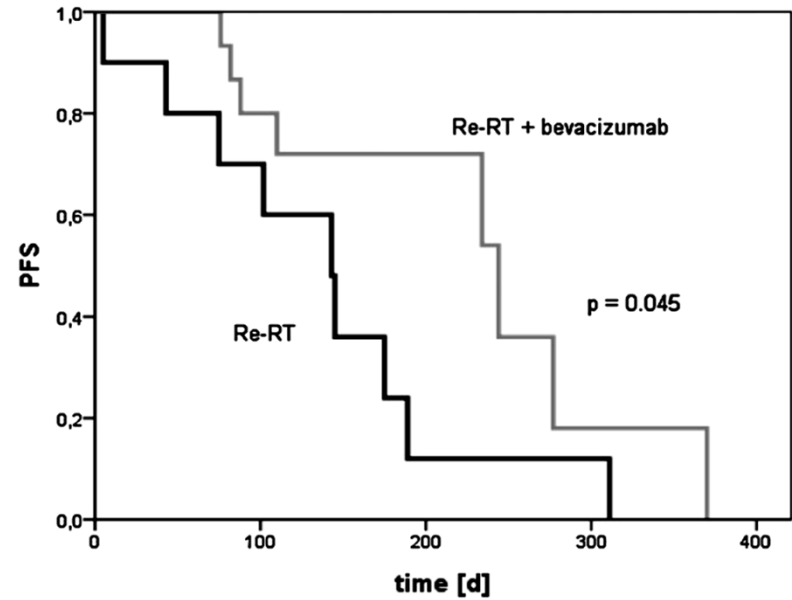 1,0
0,8
0,6
0,4
0,2
0,0
PFS
Re-RT + bevacizumab
p = 0.045
Re-RT
0 100 200 300 400
time [d]